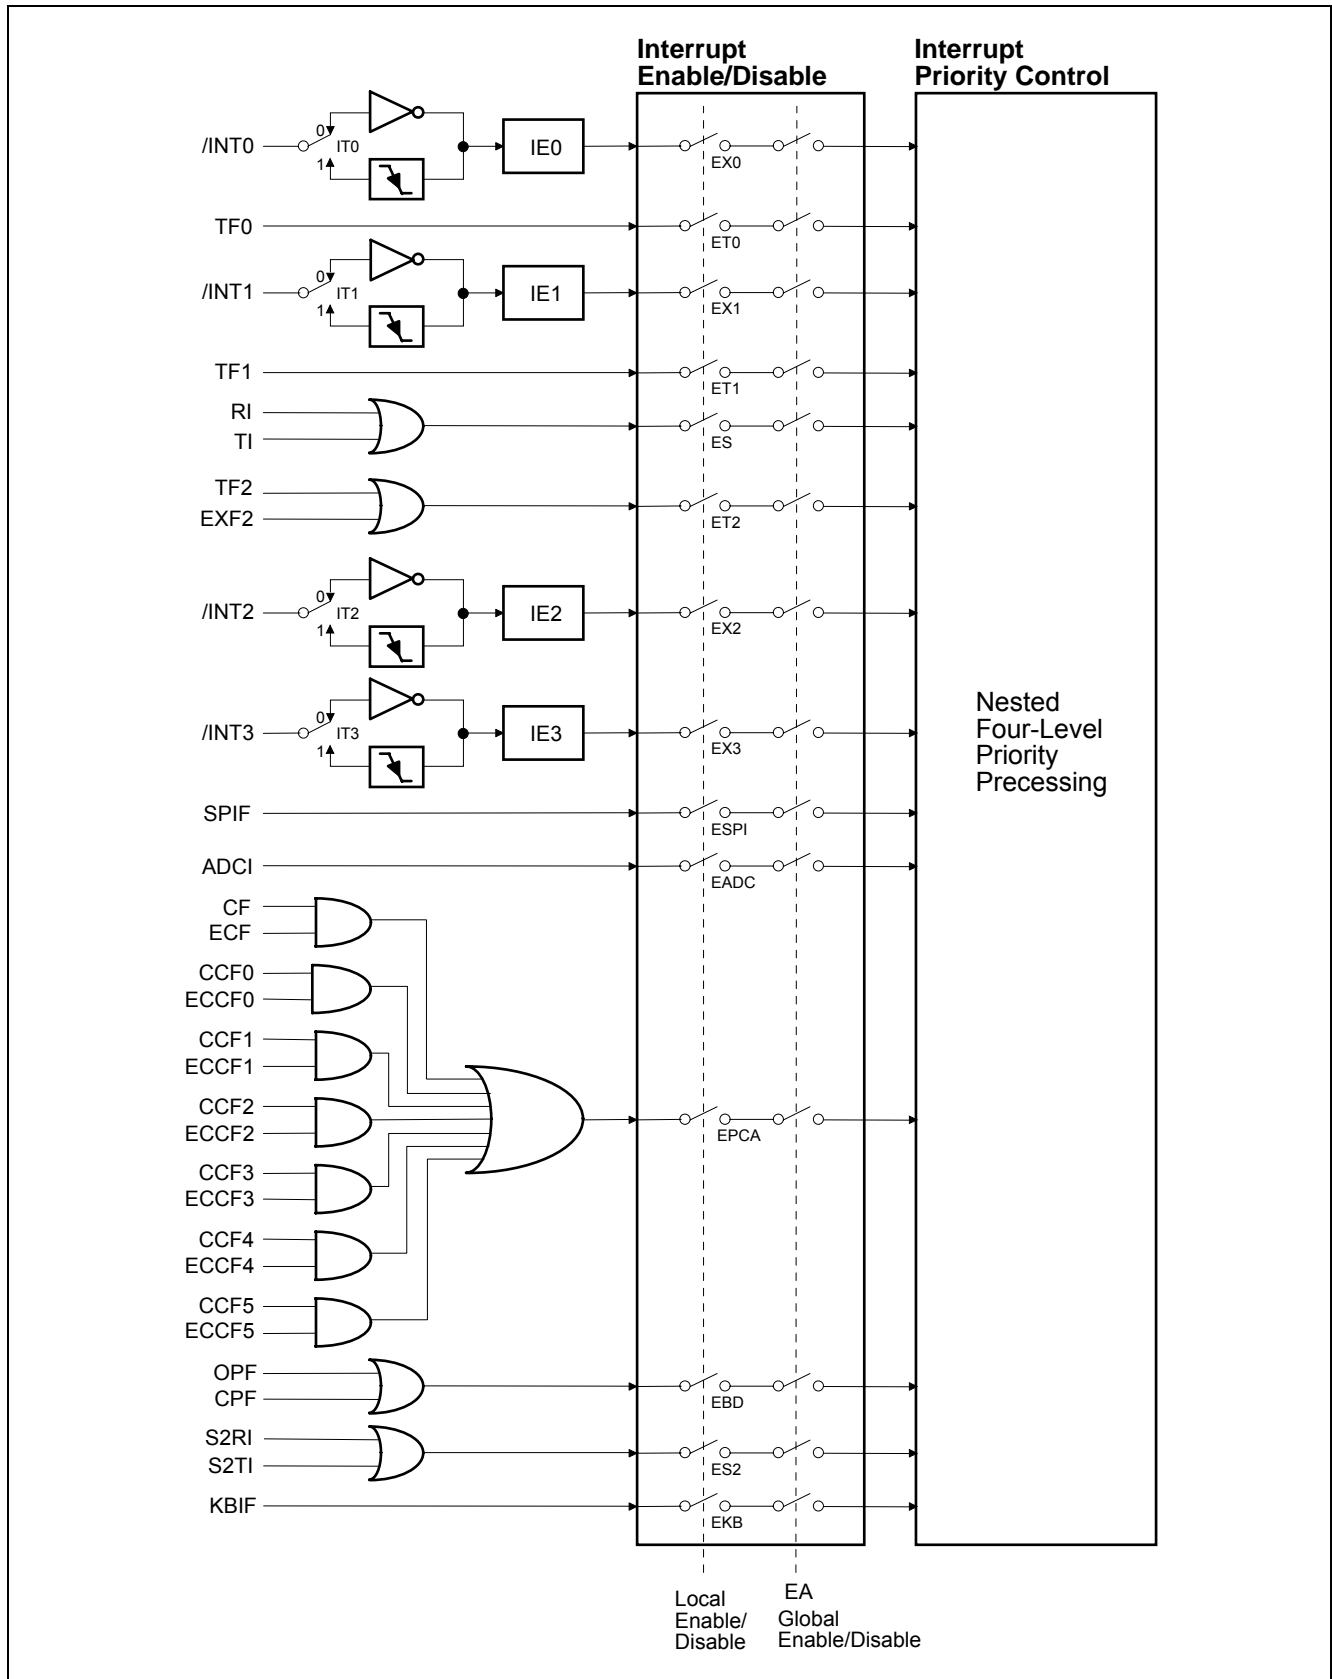 Interrupt
Enable/Disable
Interrupt
Priority Control
/INT0
0
1
IT0
IE0
EX0
TF0
ET0
/INT1
0
1
IT1
IE1
EX1
TF1
ET1
RI
TI
ES
TF2
EXF2
ET2
/INT2
0
1
IT2
IE2
EX2
/INT3
0
1
IT3
IE3
EX3
Nested
Four-Level
Priority
Precessing
SPIF
ESPI
ADCI
EADC
CF
ECF
CCF0
ECCF0
CCF1
ECCF1
CCF2
ECCF2
EPCA
CCF3
ECCF3
CCF4
ECCF4
CCF5
ECCF5
OPF
CPF
EBD
S2RI
S2TI
ES2
KBIF
EKB
Local
Enable/
Disable
EA
Global
Enable/Disable